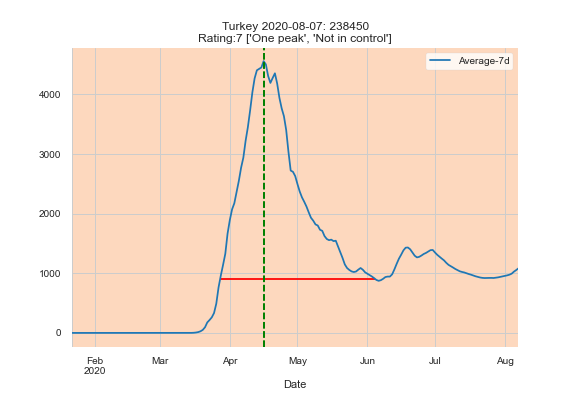 Turkey 2020-08-07: 238450
Rating:7 ['One peak', 'Not in control']
Average-7d
4000
3000
2000
1000
0
Feb Mar Apr May Jun Jul Aug
2020
Date